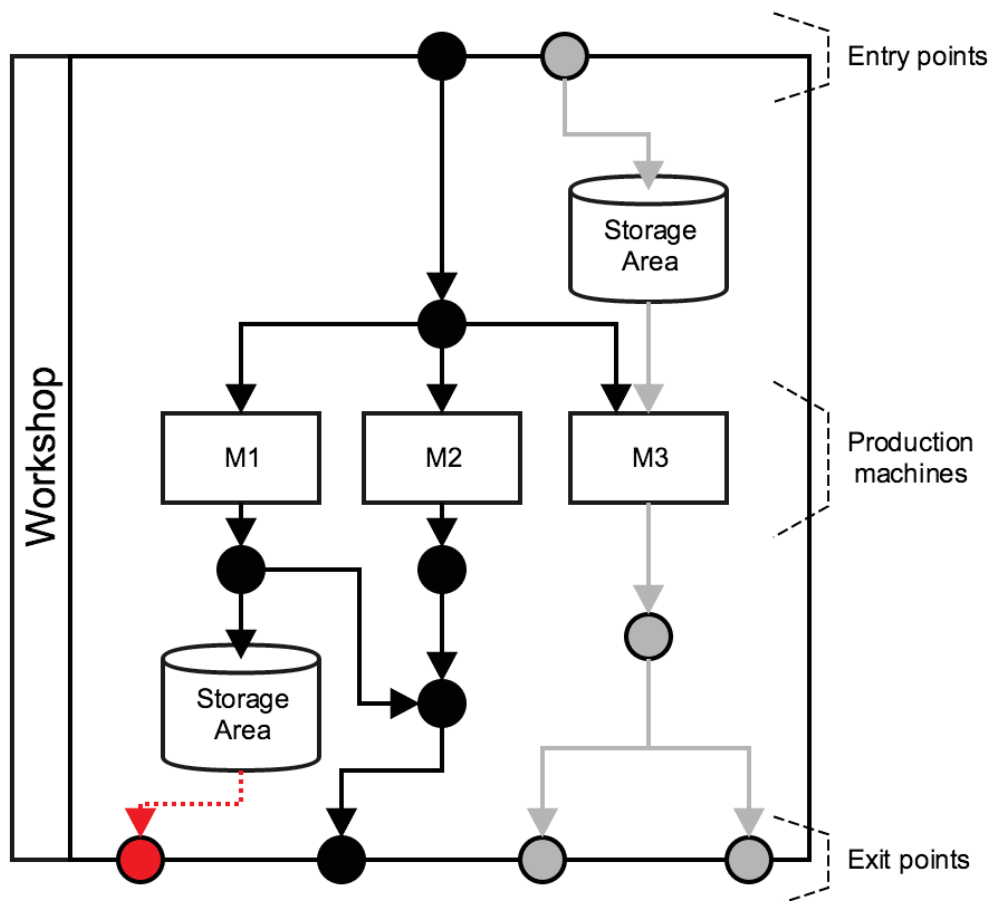 Entry points
Storage
Area
Workshop
M1
M2
M3
Production
machines
Storage
Area
Exit points